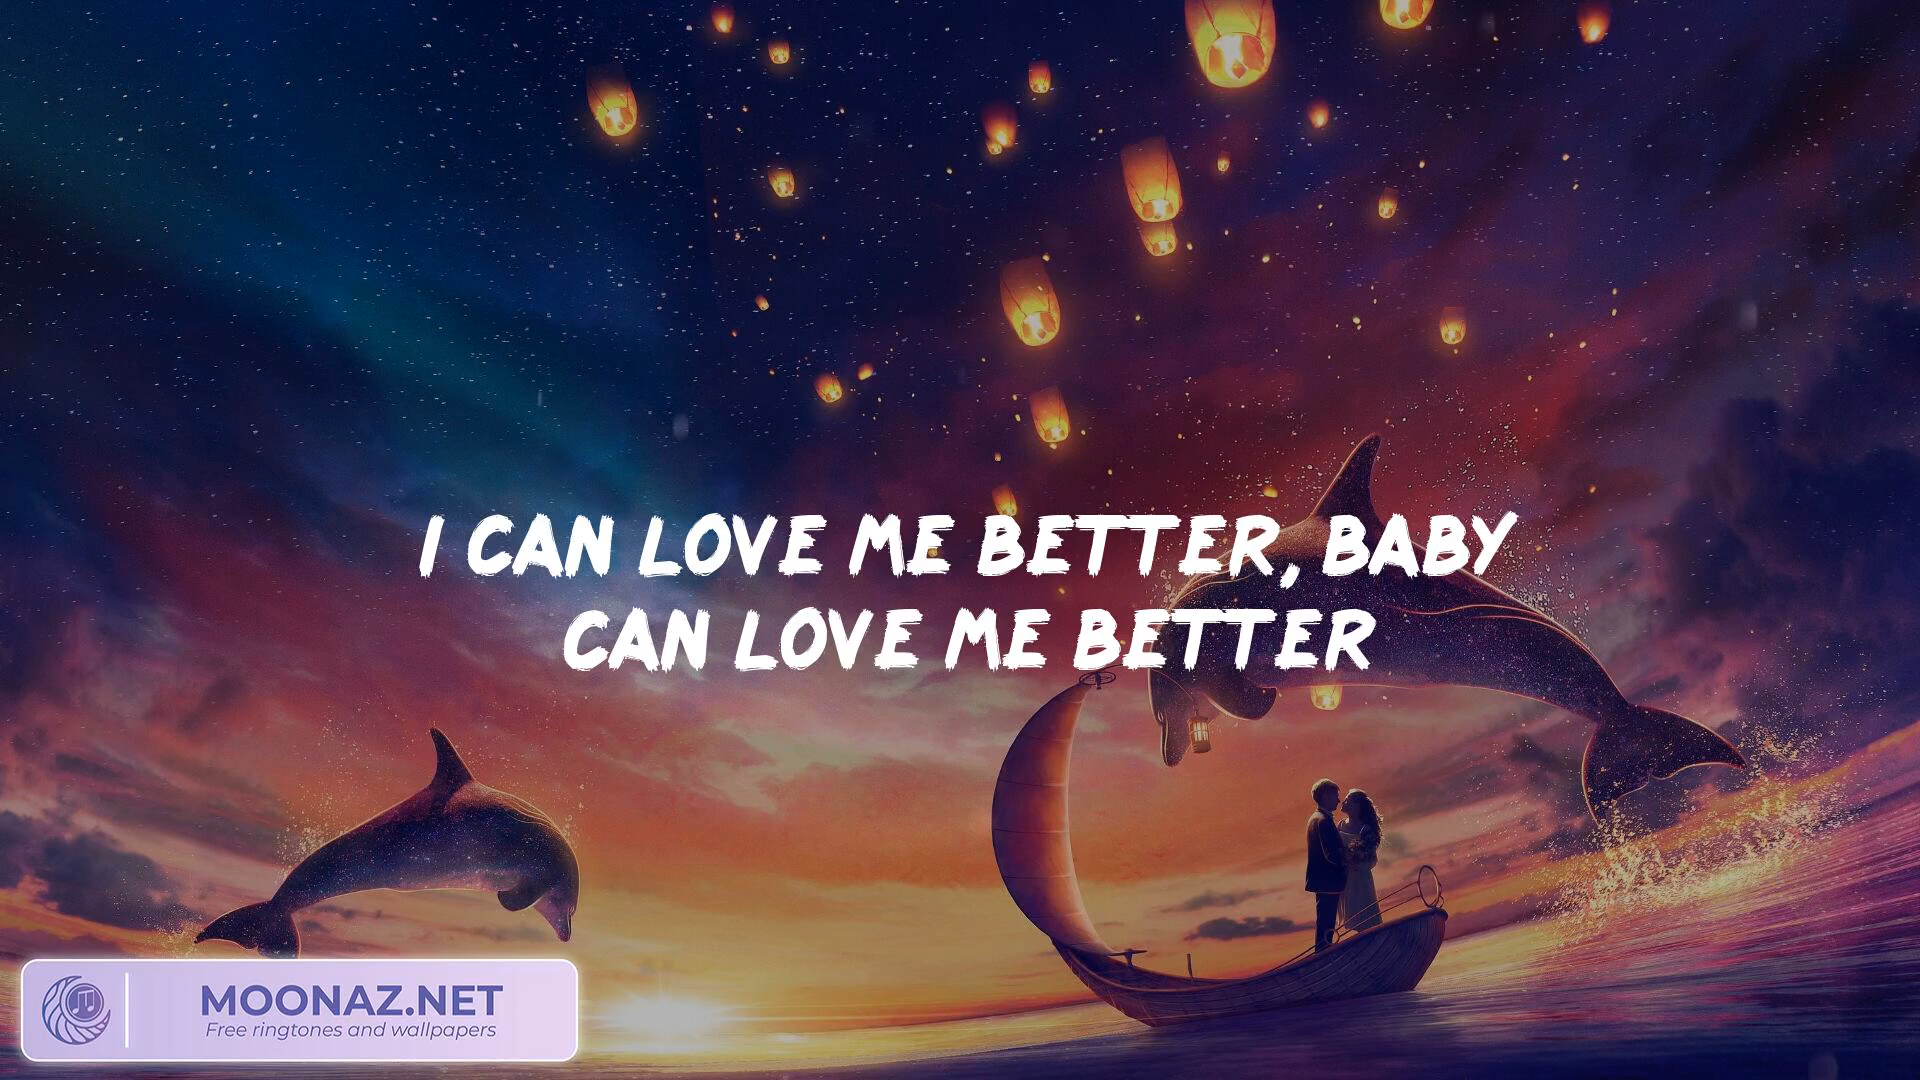 I CAN LOVE ME BETTER, BABY
CAN LOVE ME BETTER
MOONAZ.NET
Free ringtones and wallpapers